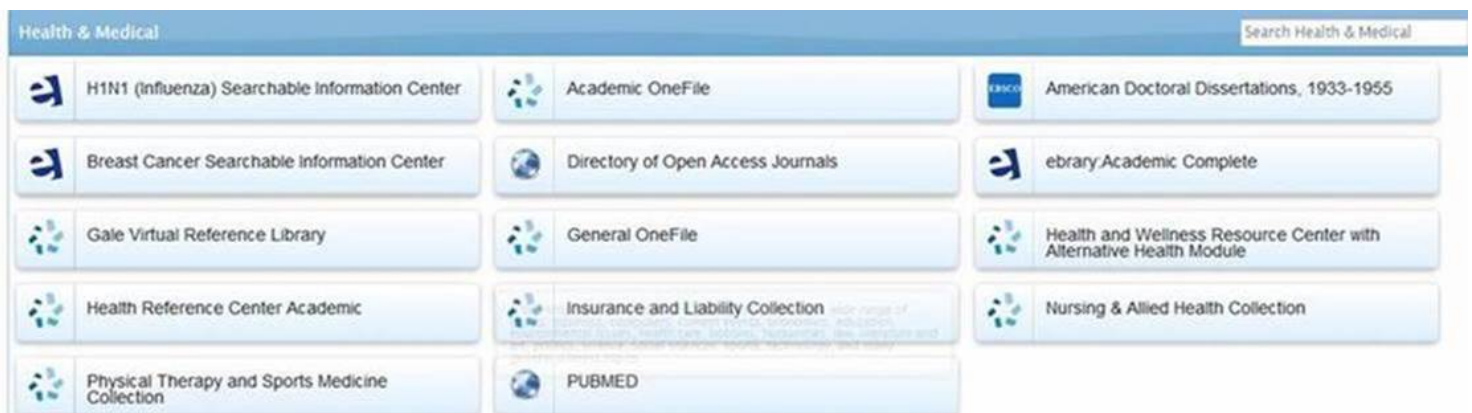 Health & Medical
Search Health & Medical
H1N1 (Influenza) Searchable Information Center
Academic OneFile
EBSCO
American Doctoral Dissertations, 1933-1955
Breast Cancer Searchable Information Center
Directory of Open Access Journals
ebrary:Academic Complete
Gale Virtual Reference Library
General OneFile
Health and Wellness Resource Center with
Alternative Health Module
Health Reference Center Academic
Insurance and Liability Collection
wide range of
Nursing & Allied Health Collection
Physical Therapy and Sports Medicine
Collection
PUBMED